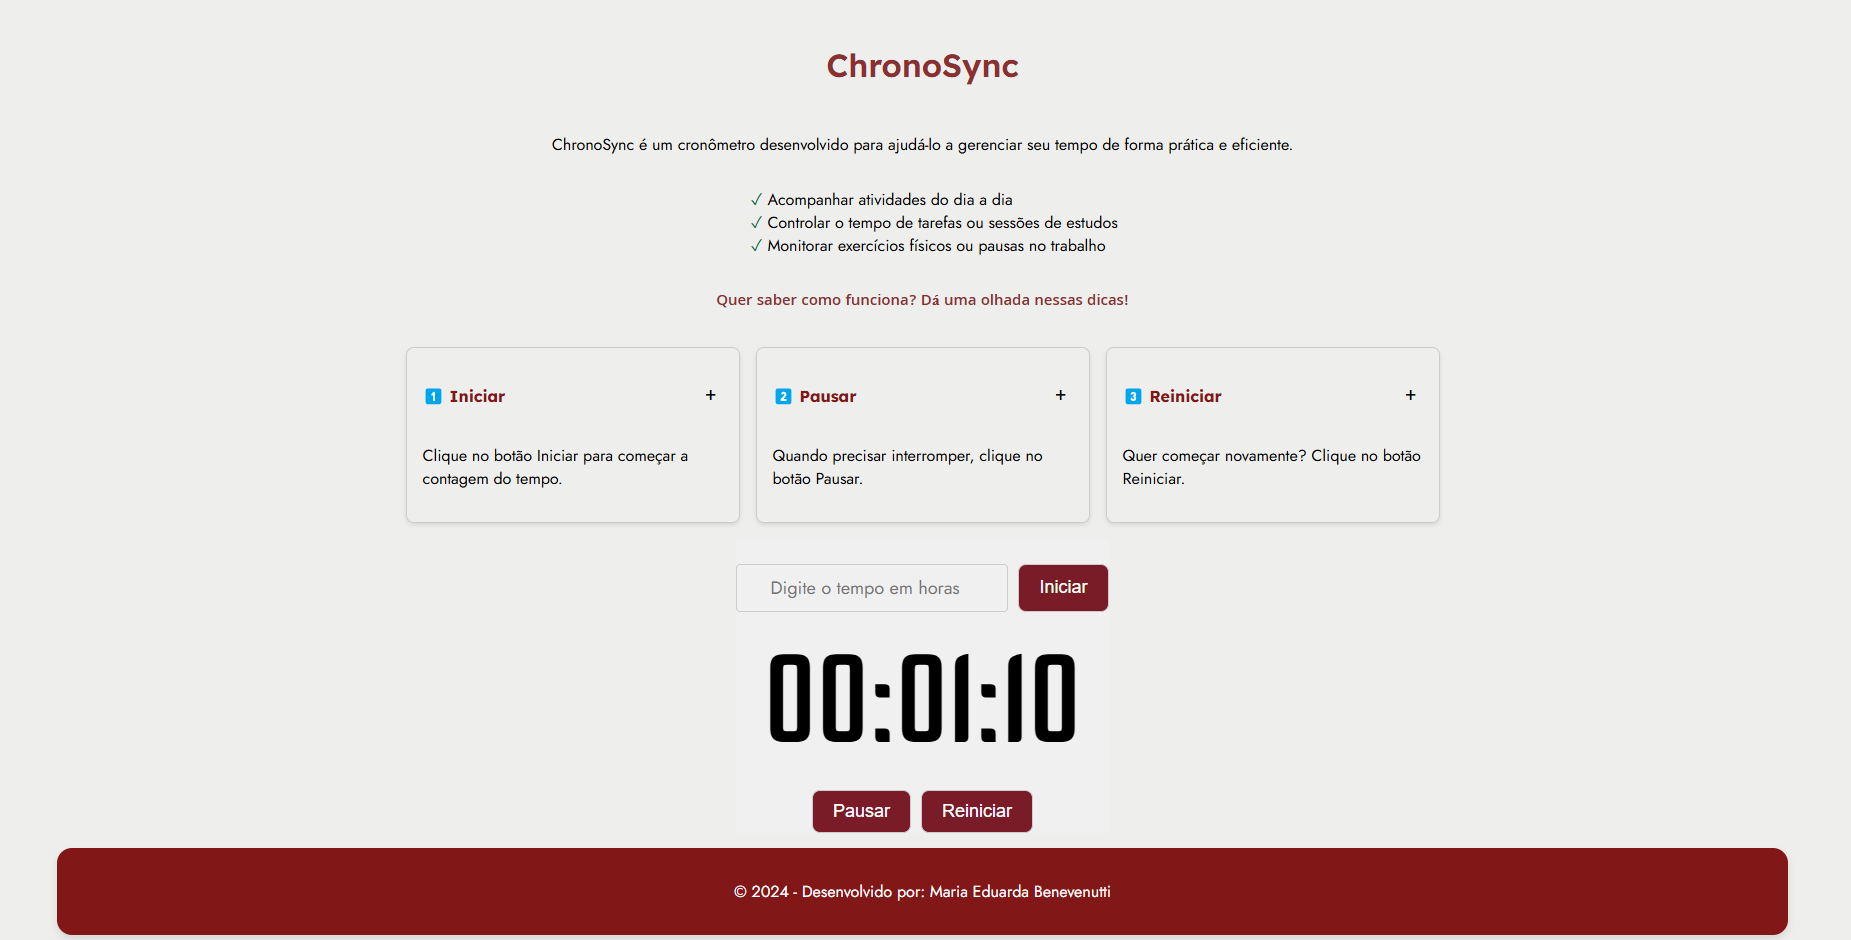 ChronoSync
ChronoSync é um cronômetro desenvolvido para ajudá-lo a gerenciar seu tempo de forma prática e eficiente.
✓ Acompanhar atividades do dia a dia
✓ Controlar o tempo de tarefas ou sessões de estudos
✓ Monitorar exercícios físicos ou pausas no trabalho
Quer saber como funciona? Dá uma olhada nessas dicas!
1 Iniciar +
Clique no botão Iniciar para começar a
contagem do tempo.
2 Pausar +
Quando precisar interromper, clique no
botão Pausar.
3 Reiniciar +
Quer começar novamente? Clique no botão
Reiniciar.
Digite o tempo em horas Iniciar
00:01:10
Pausar Reiniciar
© 2024 - Desenvolvido por: Maria Eduarda Benevenutti